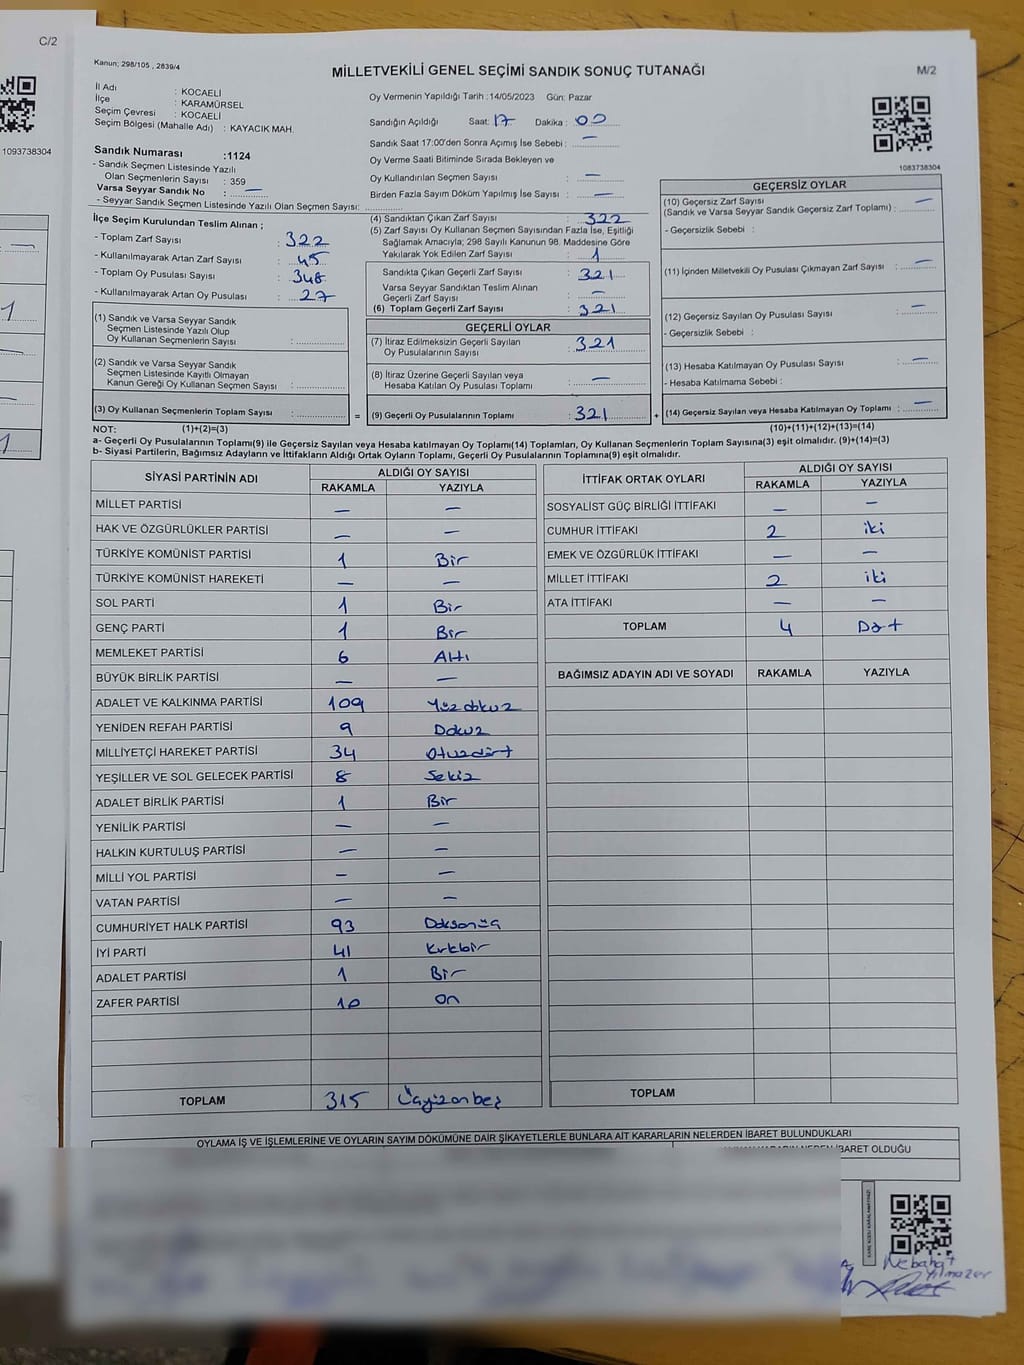 C/2
1093738304
Kanun; 298/105 , 2839/4
MİLLETVEKİLİ GENEL SEÇİMİ SANDIK SONUÇ TUTANAĞI
M/2
İl Adı : KOCAELİ
İlçe : KARAMÜRSEL
Seçim Çevresi : KOCAELİ
Seçim Bölgesi (Mahalle Adı) : KAYACIK MAH.
Sandık Numarası :1124
- Sandık Seçmen Listesinde Yazılı
Olan Seçmenlerin Sayısı : 359
Varsa Seyyar Sandık No : —
- Seyyar Sandık Seçmen Listesinde Yazılı Olan Seçmen Sayısı:
İlçe Seçim Kurulundan Teslim Alınan ;
- Toplam Zarf Sayısı : 322
- Kullanılmayarak Artan Zarf Sayısı : 45
- Toplam Oy Pusulası Sayısı : 348
- Kullanılmayarak Artan Oy Pusulası : 27
Oy Vermenin Yapıldığı Tarih :14/05/2023 Gün: Pazar
Sandığın Açıldığı Saat: 17 Dakika : 00
Sandık Saat 17:00'den Sonra Açımış İse Sebebi : —
Oy Verme Saati Bitiminde Sırada Bekleyen ve
Oy Kullandırılan Seçmen Sayısı : —
Birden Fazla Sayım Döküm Yapılmış İse Sayısı : —
(4) Sandıktan Çıkan Zarf Sayısı : 322
(5) Zarf Sayısı Oy Kullanan Seçmen Sayısından Fazla İse, Eşitliği
Sağlamak Amacıyla; 298 Sayılı Kanunun 98. Maddesine Göre
Yakılarak Yok Edilen Zarf Sayısı : 1
Sandıkta Çıkan Geçerli Zarf Sayısı : 321
Varsa Seyyar Sandıktan Teslim Alınan
Geçerli Zarf Sayısı : —
(6) Toplam Geçerli Zarf Sayısı : 321
1083738304
GEÇERSİZ OYLAR
(10) Geçersiz Zarf Sayısı
(Sandık ve Varsa Seyyar Sandık Geçersiz Zarf Toplamı) : —
- Geçersizlik Sebebi :
(11) İçinden Milletvekili Oy Pusulası Çıkmayan Zarf Sayısı : —
(12) Geçersiz Sayılan Oy Pusulası Sayısı : —
- Geçersizlik Sebebi :
(13) Hesaba Katılmayan Oy Pusulası Sayısı : —
- Hesaba Katılmama Sebebi :
(14) Geçersiz Sayılan veya Hesaba Katılmayan Oy Toplamı : —
(1) Sandık ve Varsa Seyyar Sandık
Seçmen Listesinde Yazılı Olup
Oy Kullanan Seçmenlerin Sayısı :
(2) Sandık ve Varsa Seyyar Sandık
Seçmen Listesinde Kayıtlı Olmayan
Kanun Gereği Oy Kullanan Seçmen Sayısı :
(3) Oy Kullanan Seçmenlerin Toplam Sayısı : =
GEÇERLİ OYLAR
(7) İtiraz Edilmeksizin Geçerli Sayılan
Oy Pusulalarının Sayısı : 321
(8) İtiraz Üzerine Geçerli Sayılan veya
Hesaba Katılan Oy Pusulası Toplamı : —
(9) Geçerli Oy Pusulalarının Toplamı : 321 +
NOT: (1)+(2)=(3) (10)+(11)+(12)+(13)=(14)
a- Geçerli Oy Pusulalarının Toplamı(9) ile Geçersiz Sayılan veya Hesaba katılmayan Oy Toplamı(14) Toplamları, Oy Kullanan Seçmenlerin Toplam Sayısına(3) eşit olmalıdır. (9)+(14)=(3)
b- Siyasi Partilerin, Bağımsız Adayların ve İttifakların Aldığı Ortak Oyların Toplamı, Geçerli Oy Pusulalarının Toplamına(9) eşit olmalıdır.
SİYASİ PARTİNİN ADI ALDIĞI OY SAYISI
RAKAMLA YAZIYLA
MİLLET PARTİSİ — —
HAK VE ÖZGÜRLÜKLER PARTİSİ — —
TÜRKİYE KOMÜNİST PARTİSİ 1 Bir
TÜRKİYE KOMÜNİST HAREKETİ — —
SOL PARTİ 1 Bir
GENÇ PARTİ 1 Bir
MEMLEKET PARTİSİ 6 Altı
BÜYÜK BİRLİK PARTİSİ — —
ADALET VE KALKINMA PARTİSİ 109 Yüzdokuz
YENİDEN REFAH PARTİSİ 9 Dokuz
MİLLİYETÇİ HAREKET PARTİSİ 34 Otuzdört
YEŞİLLER VE SOL GELECEK PARTİSİ 8 Sekiz
ADALET BİRLİK PARTİSİ 1 Bir
YENİLİK PARTİSİ — —
HALKIN KURTULUŞ PARTİSİ — —
MİLLİ YOL PARTİSİ — —
VATAN PARTİSİ — —
CUMHURİYET HALK PARTİSİ 93 Doksanüç
İYİ PARTİ 41 Kırkbir
ADALET PARTİSİ 1 Bir
ZAFER PARTİSİ 10 On
TOPLAM 315 Üçyüzonbeş
İTTİFAK ORTAK OYLARI ALDIĞI OY SAYISI
RAKAMLA YAZIYLA
SOSYALİST GÜÇ BİRLİĞİ İTTİFAKI — —
CUMHUR İTTİFAKI 2 iki
EMEK VE ÖZGÜRLÜK İTTİFAKI — —
MİLLET İTTİFAKI 2 iki
ATA İTTİFAKI — —
TOPLAM 4 Dört
BAĞIMSIZ ADAYIN ADI VE SOYADI RAKAMLA YAZIYLA
TOPLAM
OYLAMA İŞ VE İŞLEMLERİNE VE OYLARIN SAYIM DÖKÜMÜNE DAİR ŞİKAYETLERLE BUNLARA AİT KARARLARIN NELERDEN İBARET BULUNDUKLARI
İBARET OLDUĞU
Nebahat
Yılmazer